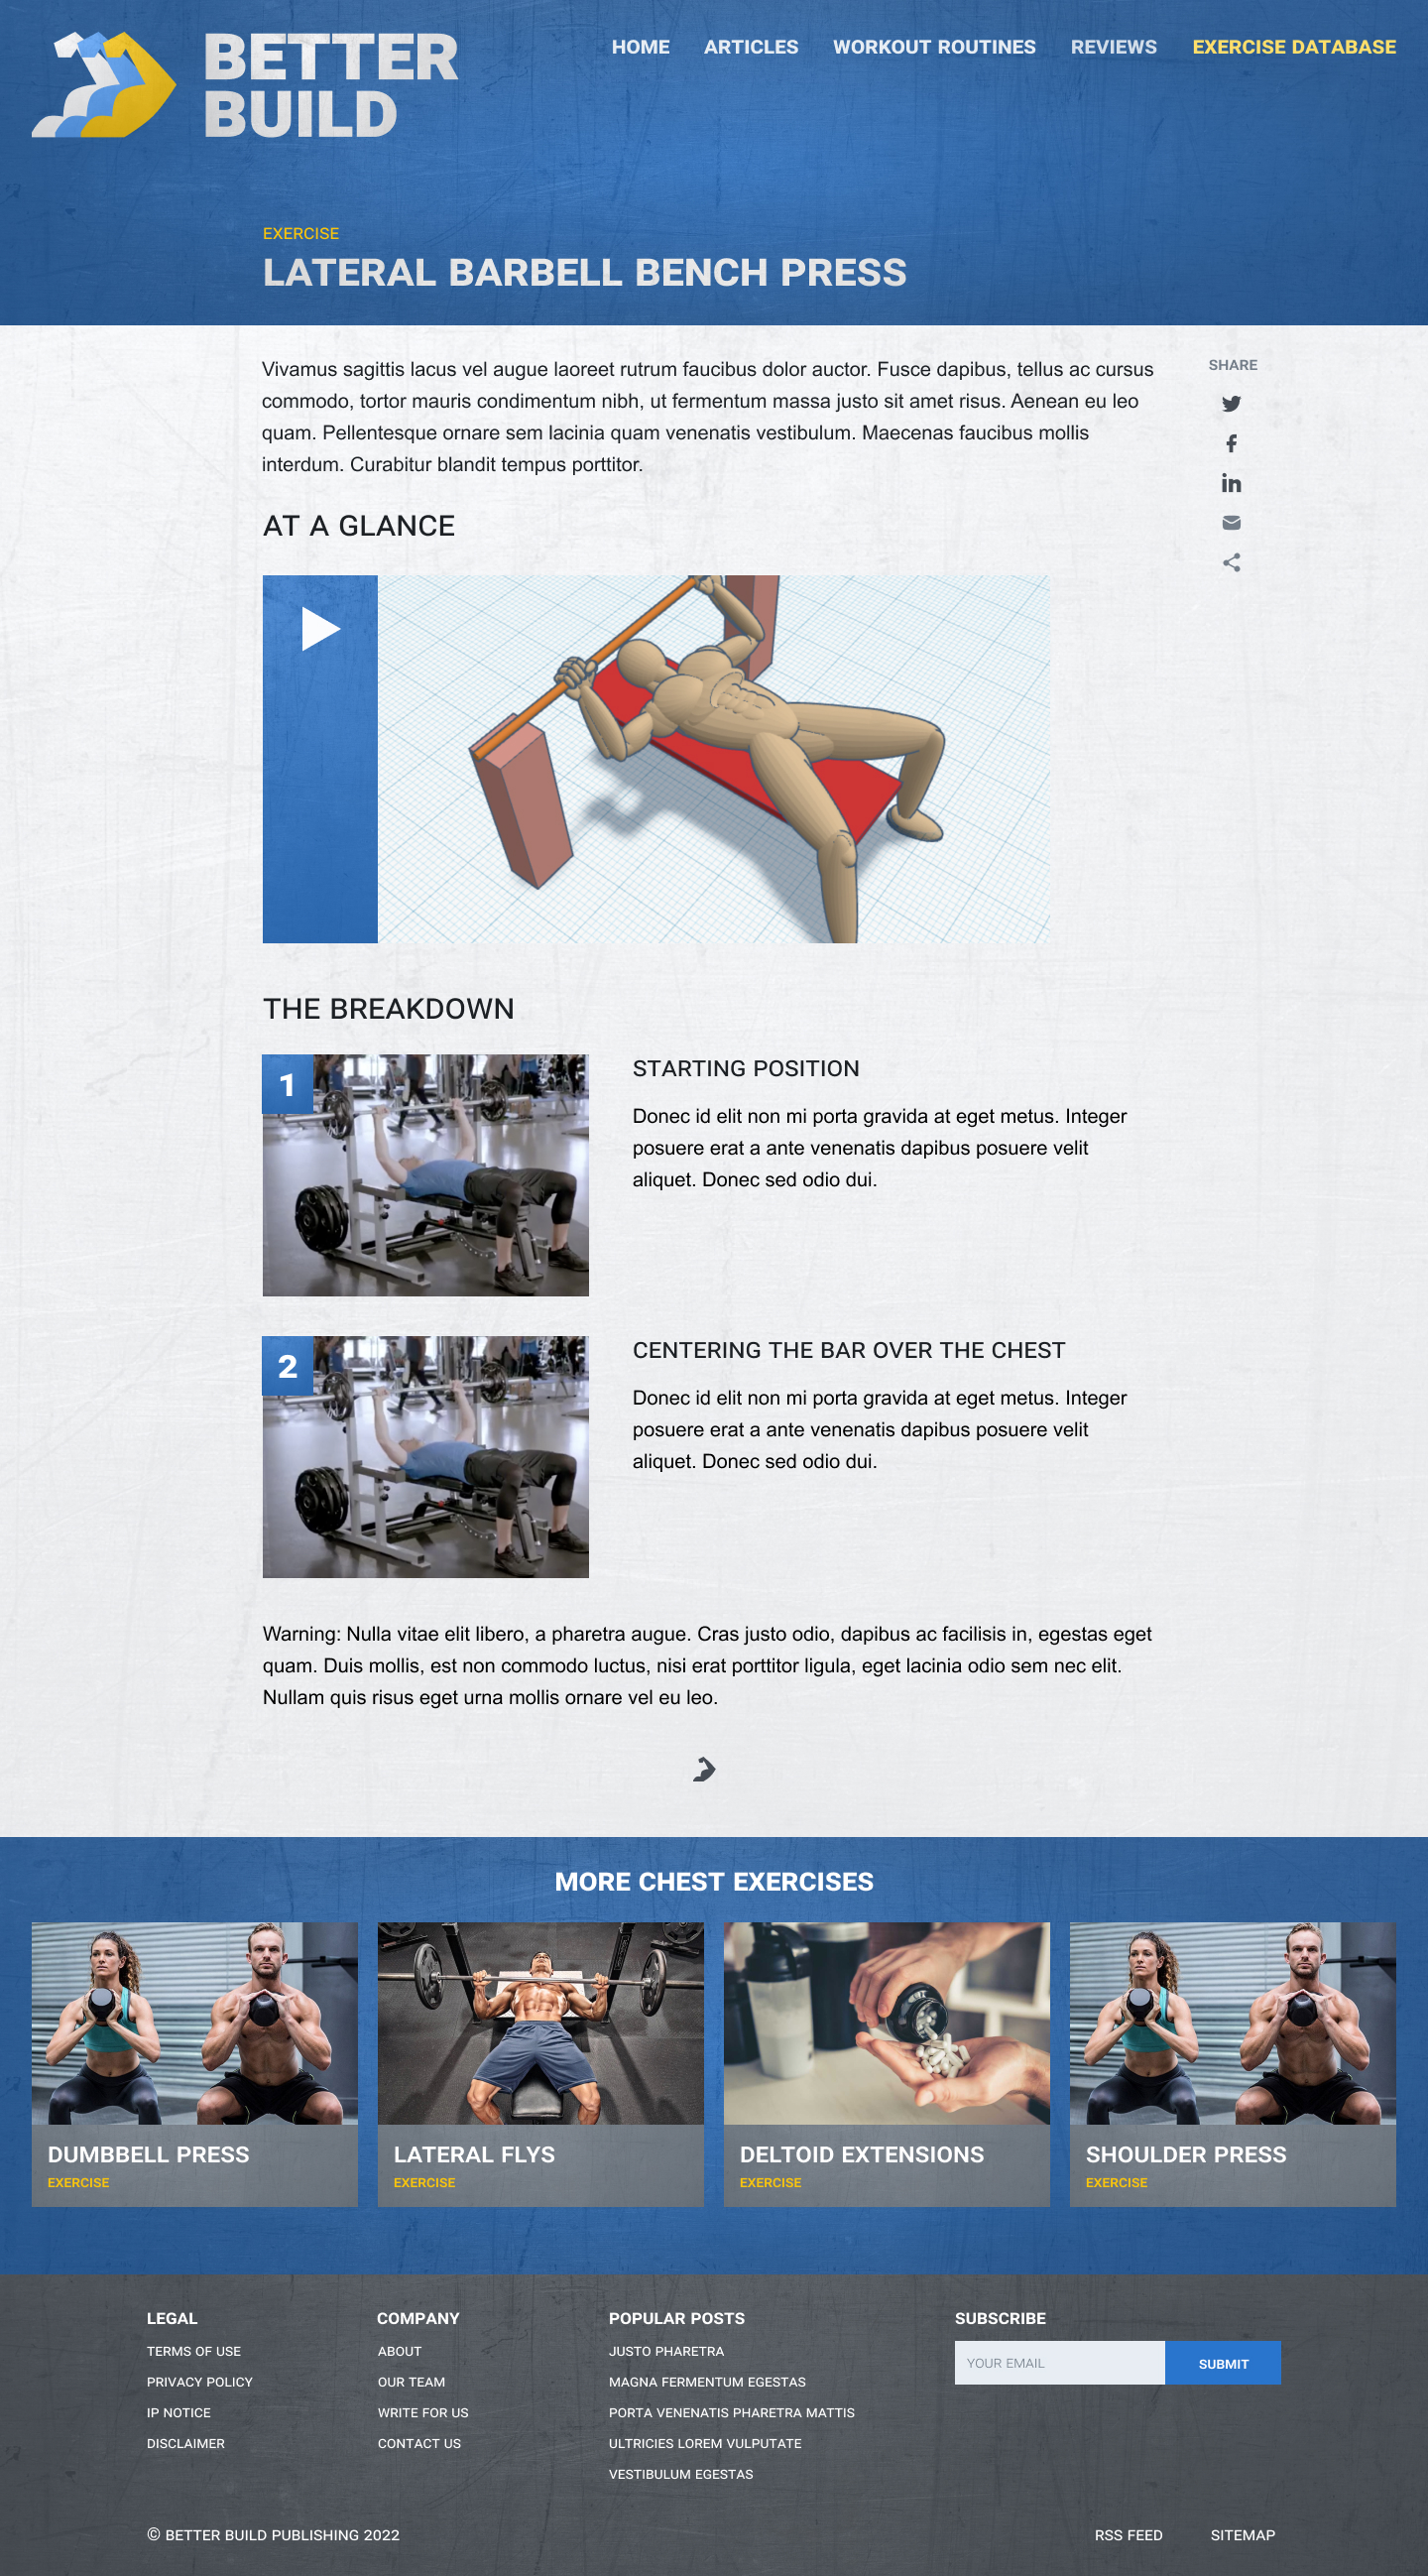 BETTER
BUILD
HOME ARTICLES WORKOUT ROUTINES REVIEWS EXERCISE DATABASE
EXERCISE
LATERAL BARBELL BENCH PRESS
Vivamus sagittis lacus vel augue laoreet rutrum faucibus dolor auctor. Fusce dapibus, tellus ac cursus
commodo, tortor mauris condimentum nibh, ut fermentum massa justo sit amet risus. Aenean eu leo
quam. Pellentesque ornare sem lacinia quam venenatis vestibulum. Maecenas faucibus mollis
interdum. Curabitur blandit tempus porttitor.
SHARE
AT A GLANCE
THE BREAKDOWN
1
STARTING POSITION
Donec id elit non mi porta gravida at eget metus. Integer
posuere erat a ante venenatis dapibus posuere velit
aliquet. Donec sed odio dui.
2
CENTERING THE BAR OVER THE CHEST
Donec id elit non mi porta gravida at eget metus. Integer
posuere erat a ante venenatis dapibus posuere velit
aliquet. Donec sed odio dui.
Warning: Nulla vitae elit libero, a pharetra augue. Cras justo odio, dapibus ac facilisis in, egestas eget
quam. Duis mollis, est non commodo luctus, nisi erat porttitor ligula, eget lacinia odio sem nec elit.
Nullam quis risus eget urna mollis ornare vel eu leo.
MORE CHEST EXERCISES
DUMBBELL PRESS
EXERCISE
LATERAL FLYS
EXERCISE
DELTOID EXTENSIONS
EXERCISE
SHOULDER PRESS
EXERCISE
LEGAL
TERMS OF USE
PRIVACY POLICY
IP NOTICE
DISCLAIMER
COMPANY
ABOUT
OUR TEAM
WRITE FOR US
CONTACT US
POPULAR POSTS
JUSTO PHARETRA
MAGNA FERMENTUM EGESTAS
PORTA VENENATIS PHARETRA MATTIS
ULTRICIES LOREM VULPUTATE
VESTIBULUM EGESTAS
SUBSCRIBE
YOUR EMAIL SUBMIT
© BETTER BUILD PUBLISHING 2022
RSS FEED SITEMAP